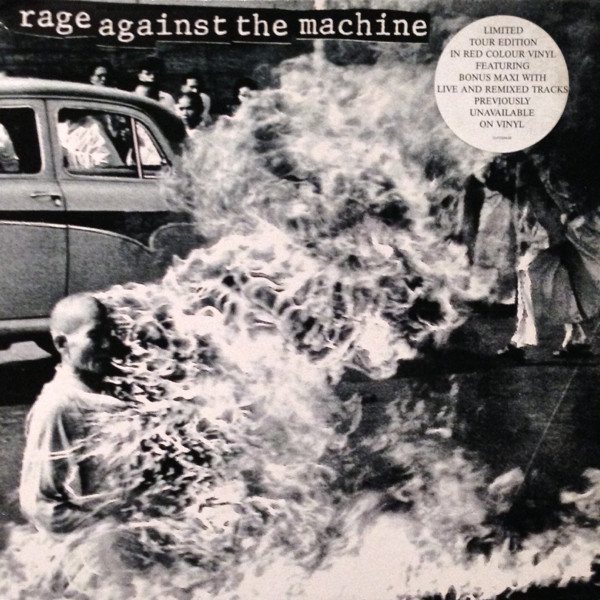 rage against the machine
LIMITED
TOUR EDITION
IN RED COLOUR VINYL
FEATURING
BONUS MAXI WITH
LIVE AND REMIXED TRACKS
PREVIOUSLY
UNAVAILABLE
ON VINYL